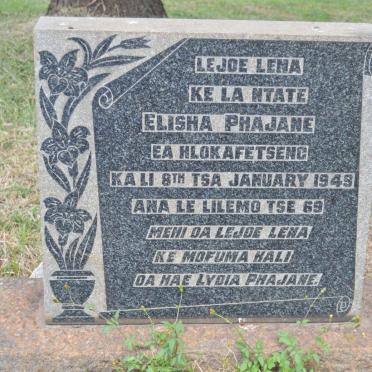 LEJOE LENA
KE LA NTATE
ELISHA PHAJANE
EA HLOKAFETSENG
KA LI 8TH TSA JANUARY 1949
ANA LE LILEMO TSE 69
MENI OA LEJOE LENA
KE MOFUMA HALI
OA HAE LYDIA PHAJANE.